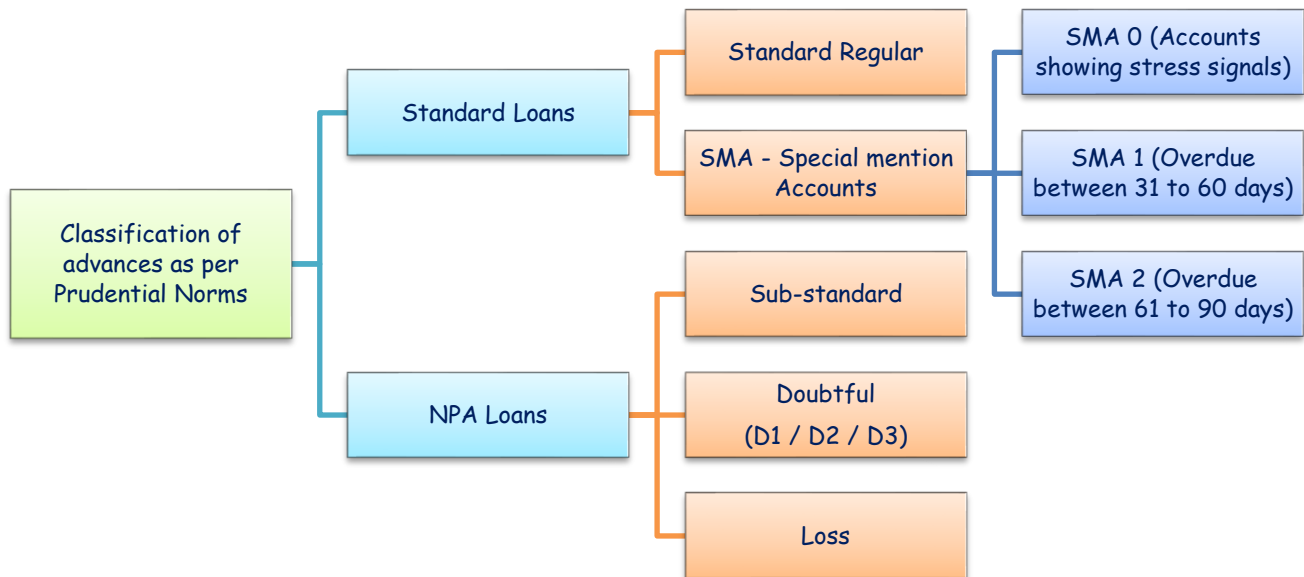 Classification of
advances as per
Prudential Norms
Standard Loans
NPA Loans
Standard Regular
SMA - Special mention
Accounts
Sub-standard
Doubtful
(D1 / D2 / D3)
Loss
SMA 0 (Accounts
showing stress signals)
SMA 1 (Overdue
between 31 to 60 days)
SMA 2 (Overdue
between 61 to 90 days)